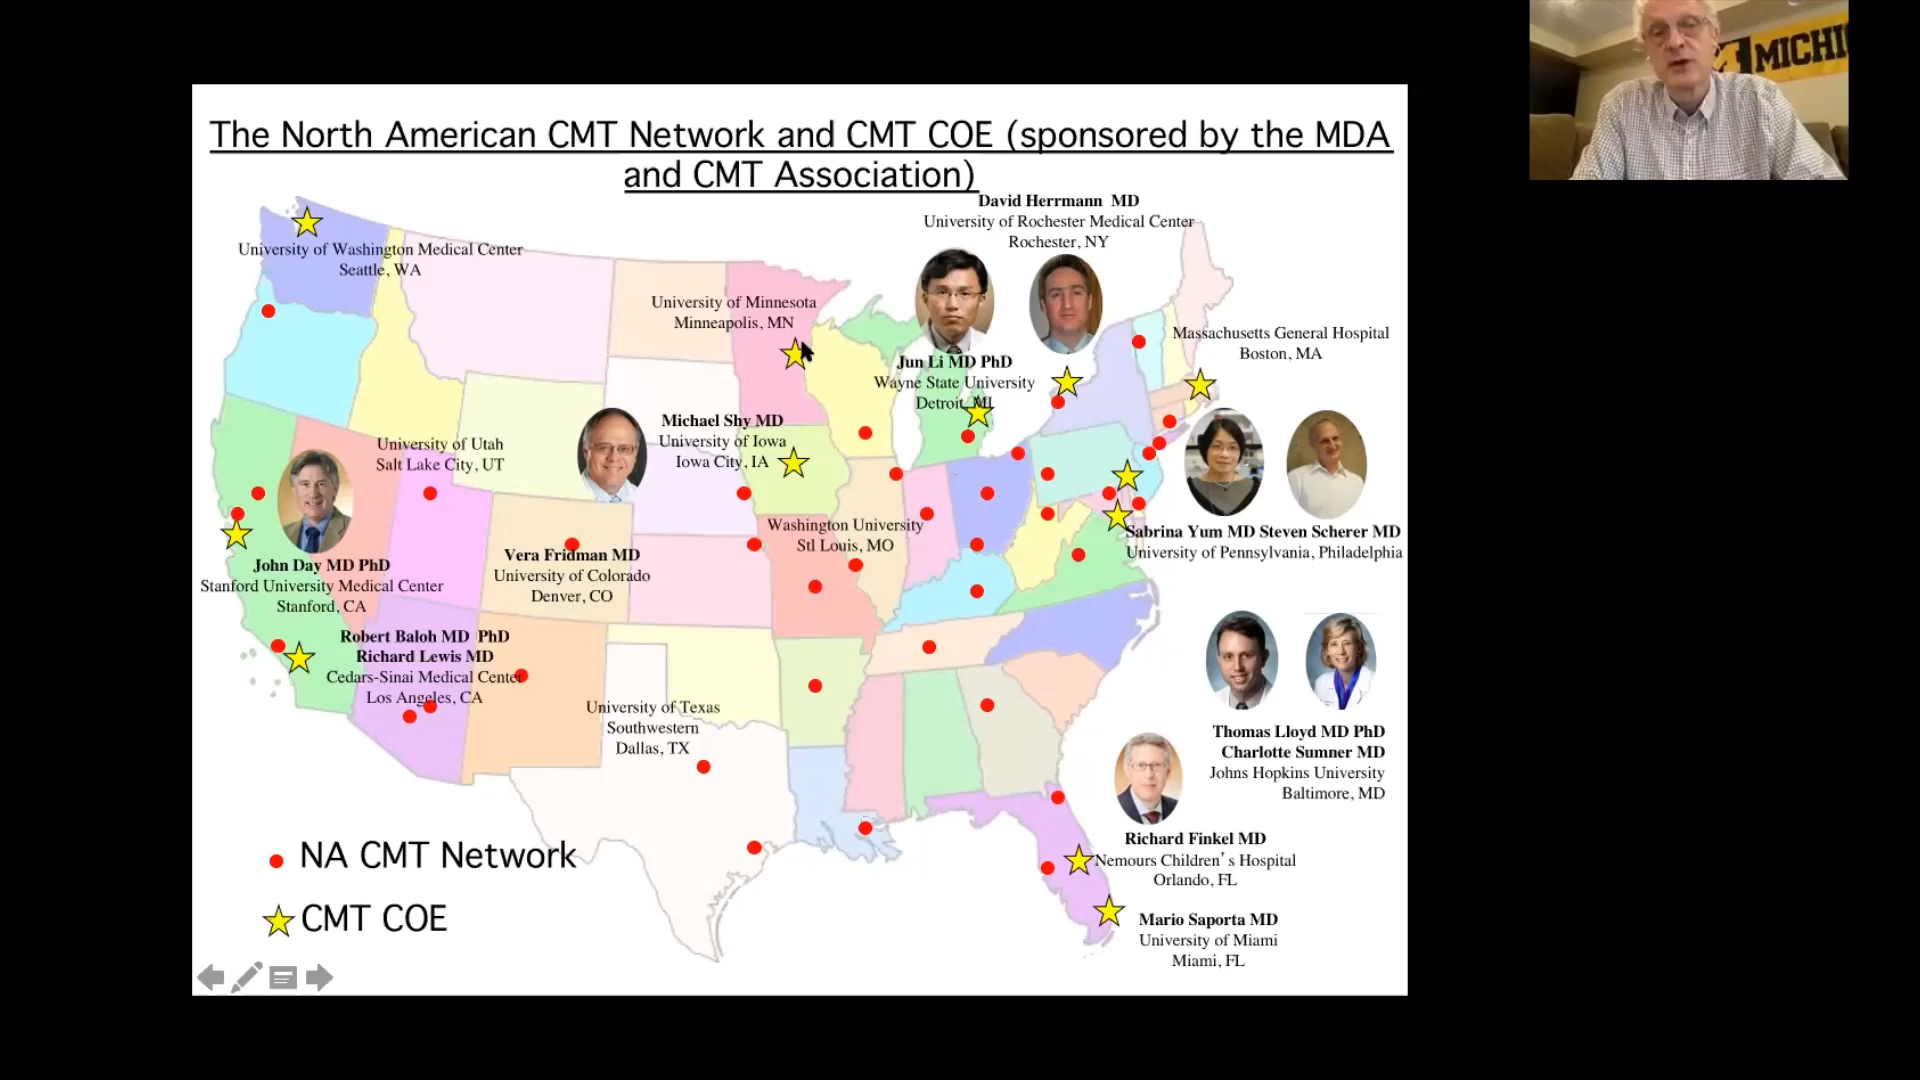 The North American CMT Network and CMT COE (sponsored by the MDA
and CMT Association)
MICHI
David Herrmann MD
University of Rochester Medical Center
Rochester, NY
University of Washington Medical Center
Seattle, WA
University of Minnesota
Minneapolis, MN
Massachusetts General Hospital
Boston, MA
Jun Li MD PhD
Wayne State University
Detroit, MI
Michael Shy MD
University of Iowa
Iowa City, IA
University of Utah
Salt Lake City, UT
Washington University
Stl Louis, MO
Sabrina Yum MD Steven Scherer MD
University of Pennsylvania, Philadelphia
Vera Fridman MD
University of Colorado
Denver, CO
John Day MD PhD
Stanford University Medical Center
Stanford, CA
Robert Baloh MD PhD
Richard Lewis MD
Cedars-Sinai Medical Center
Los Angeles, CA
University of Texas
Southwestern
Dallas, TX
Thomas Lloyd MD PhD
Charlotte Sumner MD
Johns Hopkins University
Baltimore, MD
Richard Finkel MD
Nemours Children's Hospital
Orlando, FL
Mario Saporta MD
University of Miami
Miami, FL
NA CMT Network
CMT COE